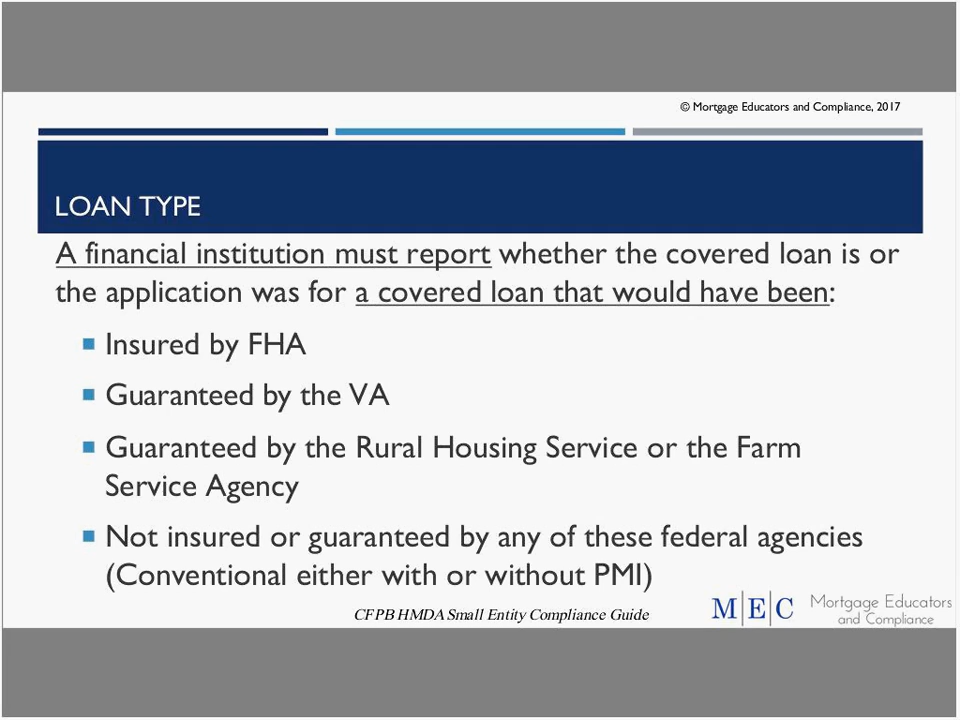 © Mortgage Educators and Compliance, 2017
LOAN TYPE
A financial institution must report whether the covered loan is or
the application was for a covered loan that would have been:
Insured by FHA
Guaranteed by the VA
Guaranteed by the Rural Housing Service or the Farm
Service Agency
Not insured or guaranteed by any of these federal agencies
(Conventional either with or without PMI)
CFPB HMDA Small Entity Compliance Guide
M|E|C Mortgage Educators
and Compliance